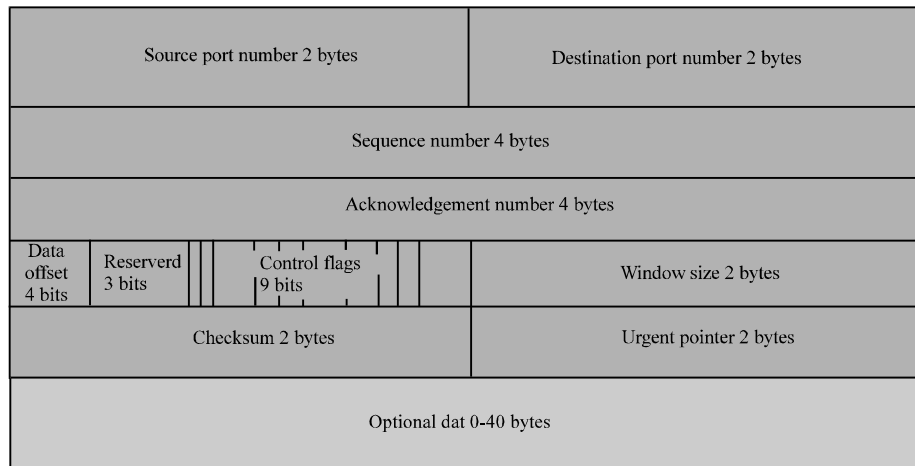 Source port number 2 bytes
Destination port number 2 bytes
Sequence number 4 bytes
Acknowledgement number 4 bytes
Data
offset
4 bits
Reserverd
3 bits
Control flags
9 bits
Window size 2 bytes
Checksum 2 bytes
Urgent pointer 2 bytes
Optional dat 0-40 bytes